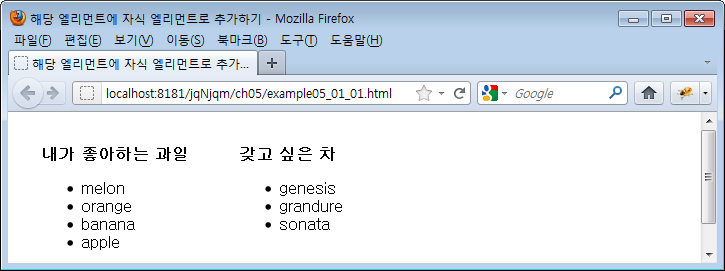 해당 엘리먼트에 자식 엘리먼트로 추가하기 - Mozilla Firefox
파일(F) 편집(E) 보기(V) 이동(S) 북마크(B) 도구(T) 도움말(H)
해당 엘리먼트에 자식 엘리먼트로 추가...
localhost:8181/jqNjqm/ch05/example05_01_01.html Google
내가 좋아하는 과일
melon
orange
banana
apple
갖고 싶은 차
genesis
grandure
sonata